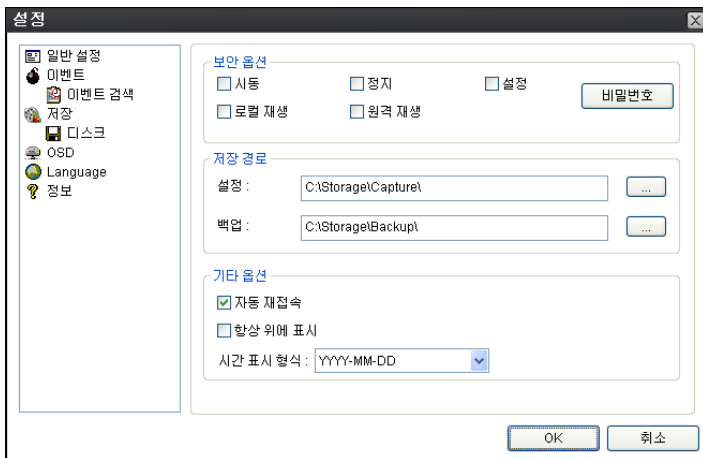 설정
일반 설정
이벤트
이벤트 검색
저장
디스크
OSD
Language
정보
보안 옵션
시동
정지
설정
로컬 재생
원격 재생
비밀번호
저장 경로
설정 :
C:\Storage\Capture\
...
백업 :
C:\Storage\Backup\
...
기타 옵션
자동 재접속
항상 위에 표시
시간 표시 형식 : YYYY-MM-DD
OK
취소